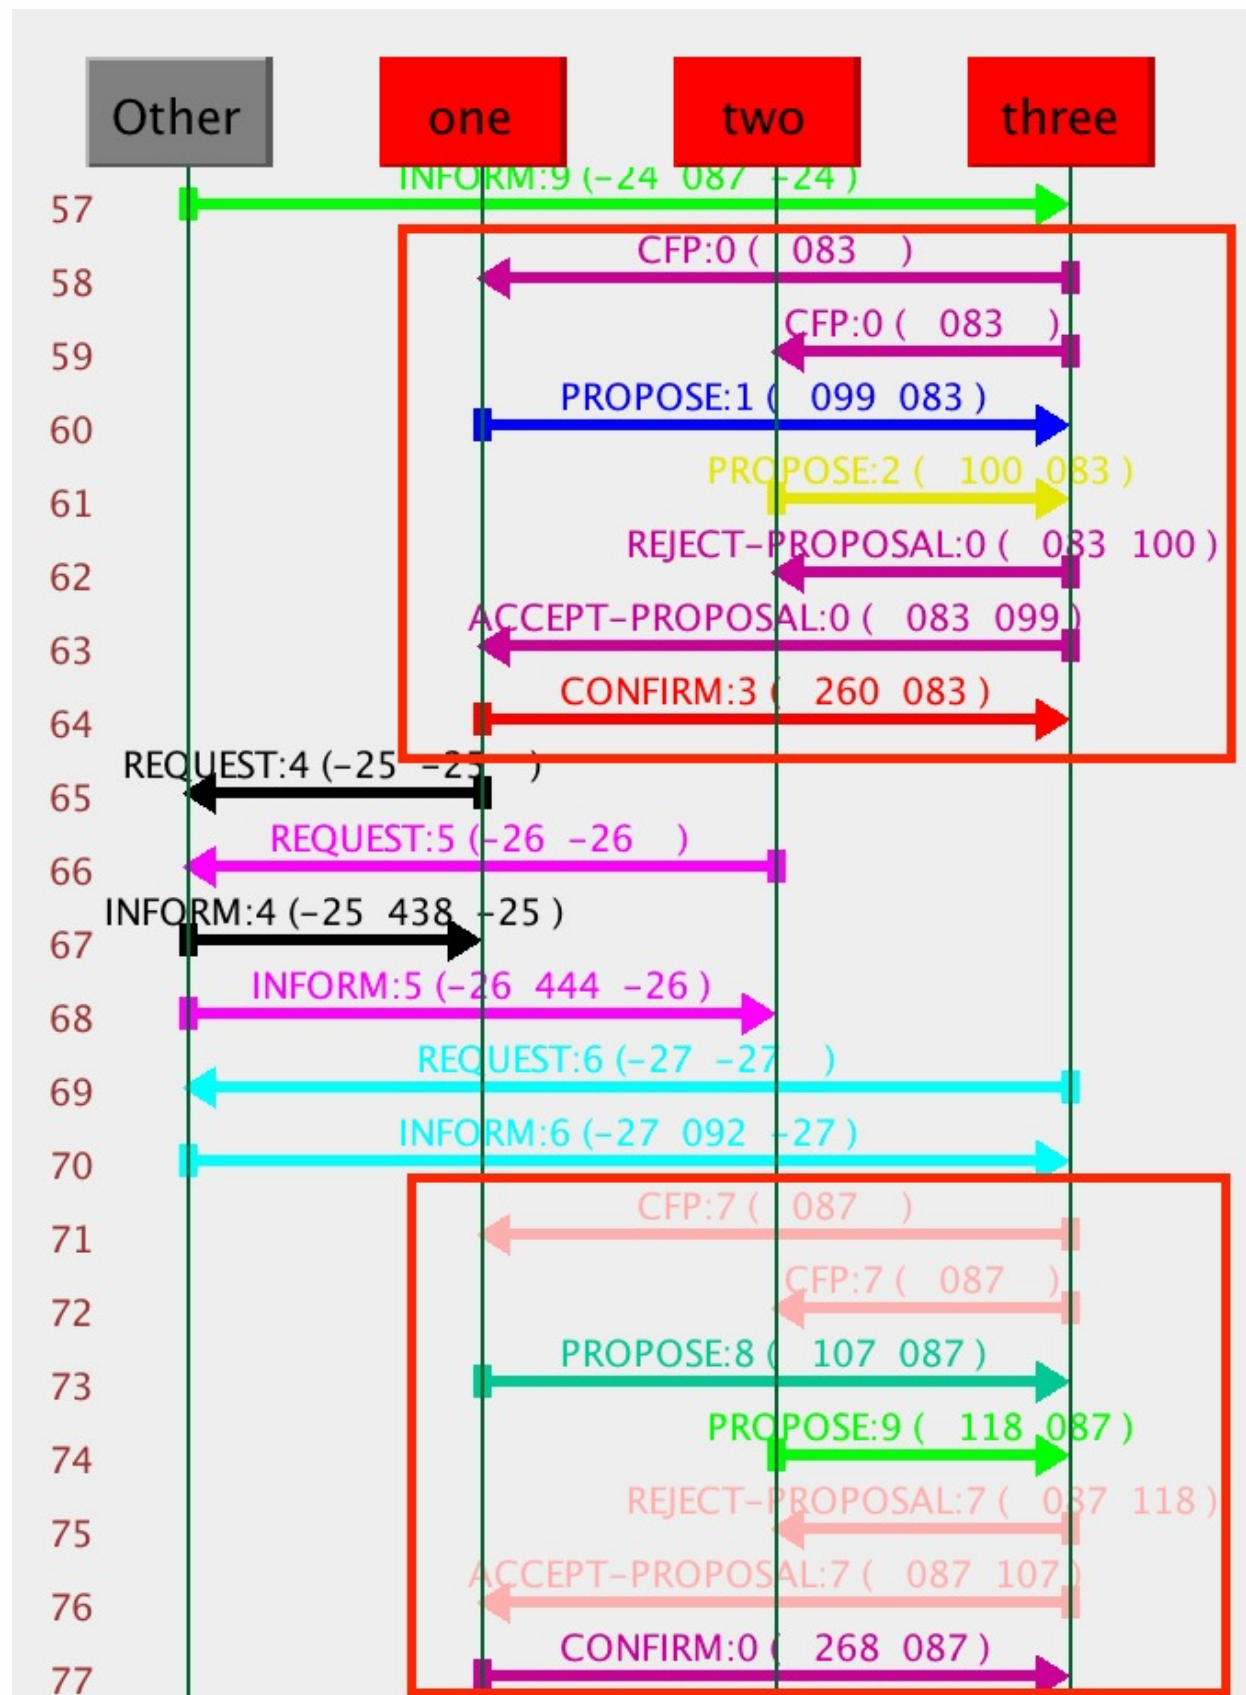 Other one two three
INFORM:9 (-24 087 -24 )
57
CFP:0 ( 083 )
58
CFP:0 ( 083 )
59
PROPOSE:1 ( 099 083 )
60
PROPOSE:2 ( 100 083 )
61
REJECT-PROPOSAL:0 ( 083 100 )
62
ACCEPT-PROPOSAL:0 ( 083 099 )
63
CONFIRM:3 ( 260 083 )
64
REQUEST:4 (-25 -25 )
65
REQUEST:5 (-26 -26 )
66
INFORM:4 (-25 438 -25 )
67
INFORM:5 (-26 444 -26 )
68
REQUEST:6 (-27 -27 )
69
INFORM:6 (-27 092 -27 )
70
CFP:7 ( 087 )
71
CFP:7 ( 087 )
72
PROPOSE:8 ( 107 087 )
73
PROPOSE:9 ( 118 087 )
74
REJECT-PROPOSAL:7 ( 087 118 )
75
ACCEPT-PROPOSAL:7 ( 087 107 )
76
CONFIRM:0 ( 268 087 )
77